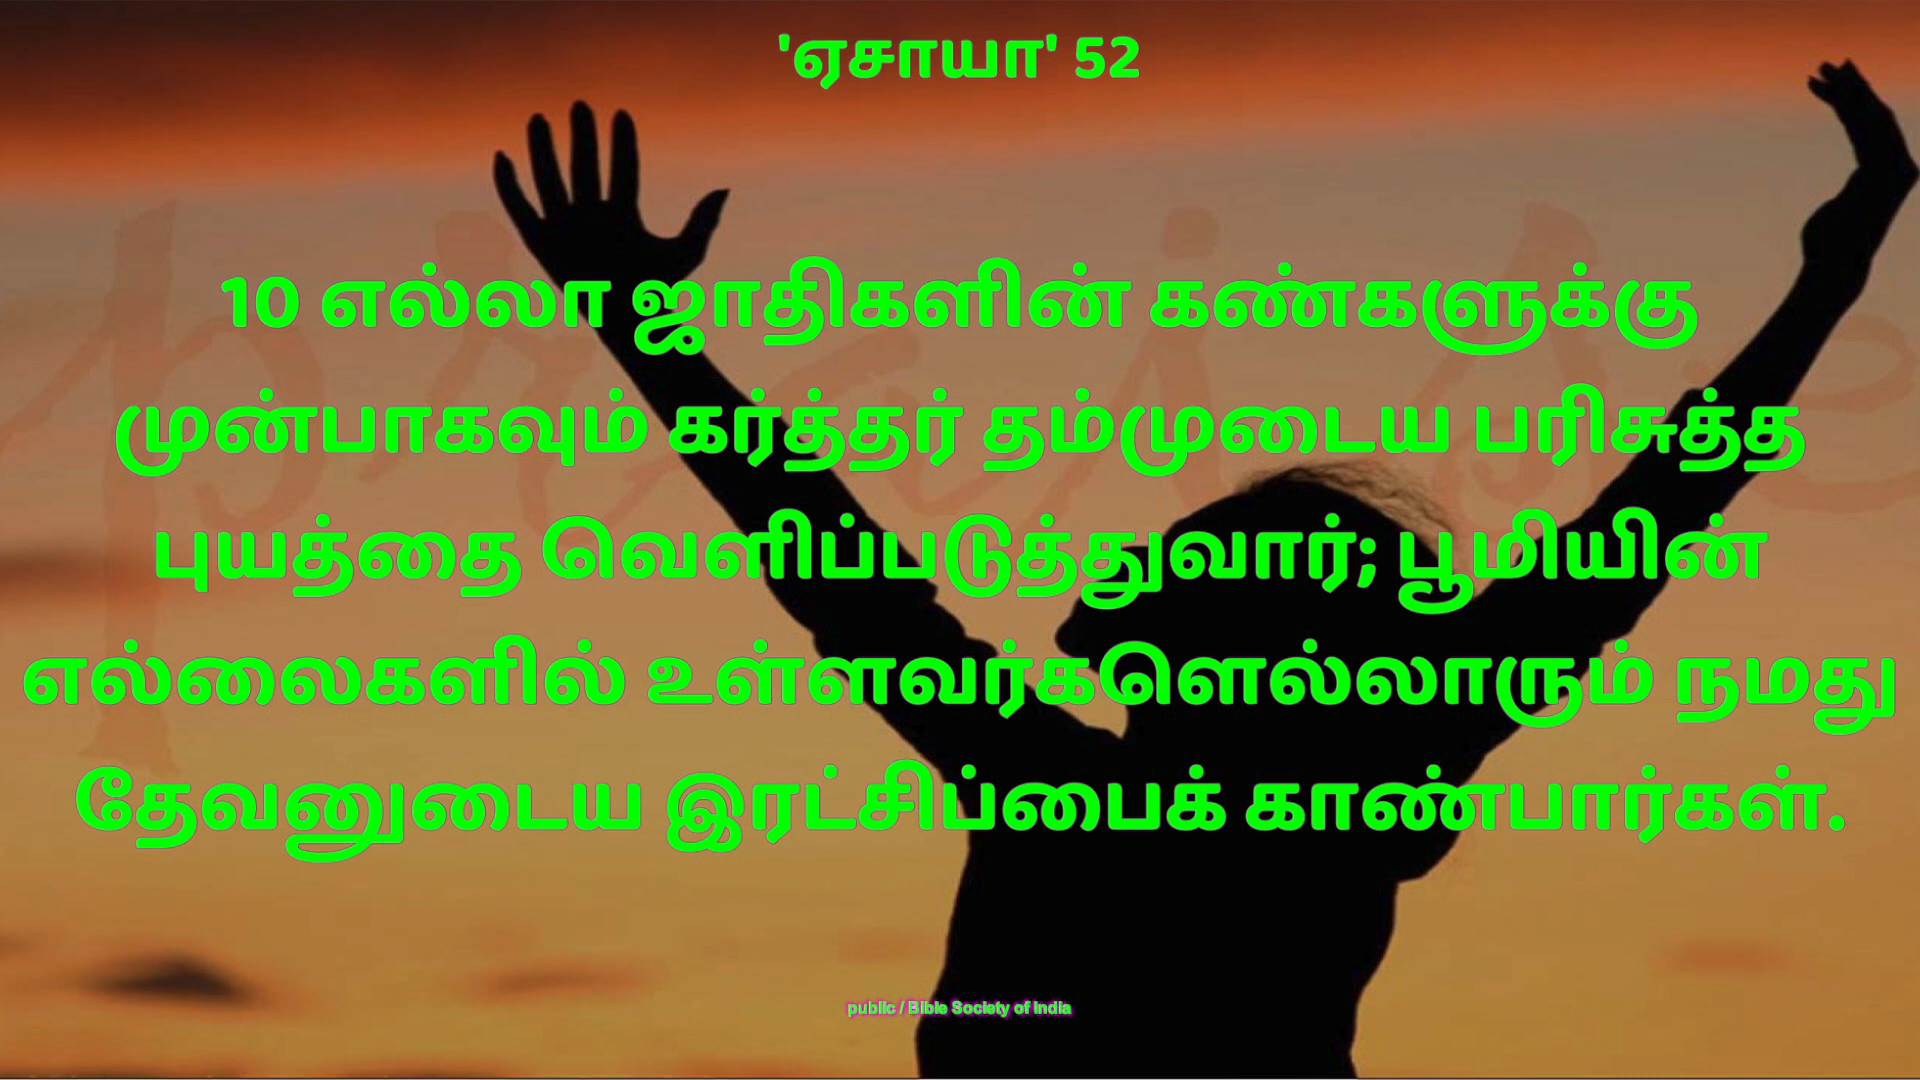 'ஏசாயா' 52
10 எல்லா ஜாதிகளின் கண்களுக்கு
முன்பாகவும் கர்த்தர் தம்முடைய பரிசுத்த
புயத்தை வெளிப்படுத்துவார்; பூமியின்
எல்லைகளில் உள்ளவர்களெல்லாரும் நமது
தேவனுடைய இரட்சிப்பைக் காண்பார்கள்.
praise
public / Bible Society of India